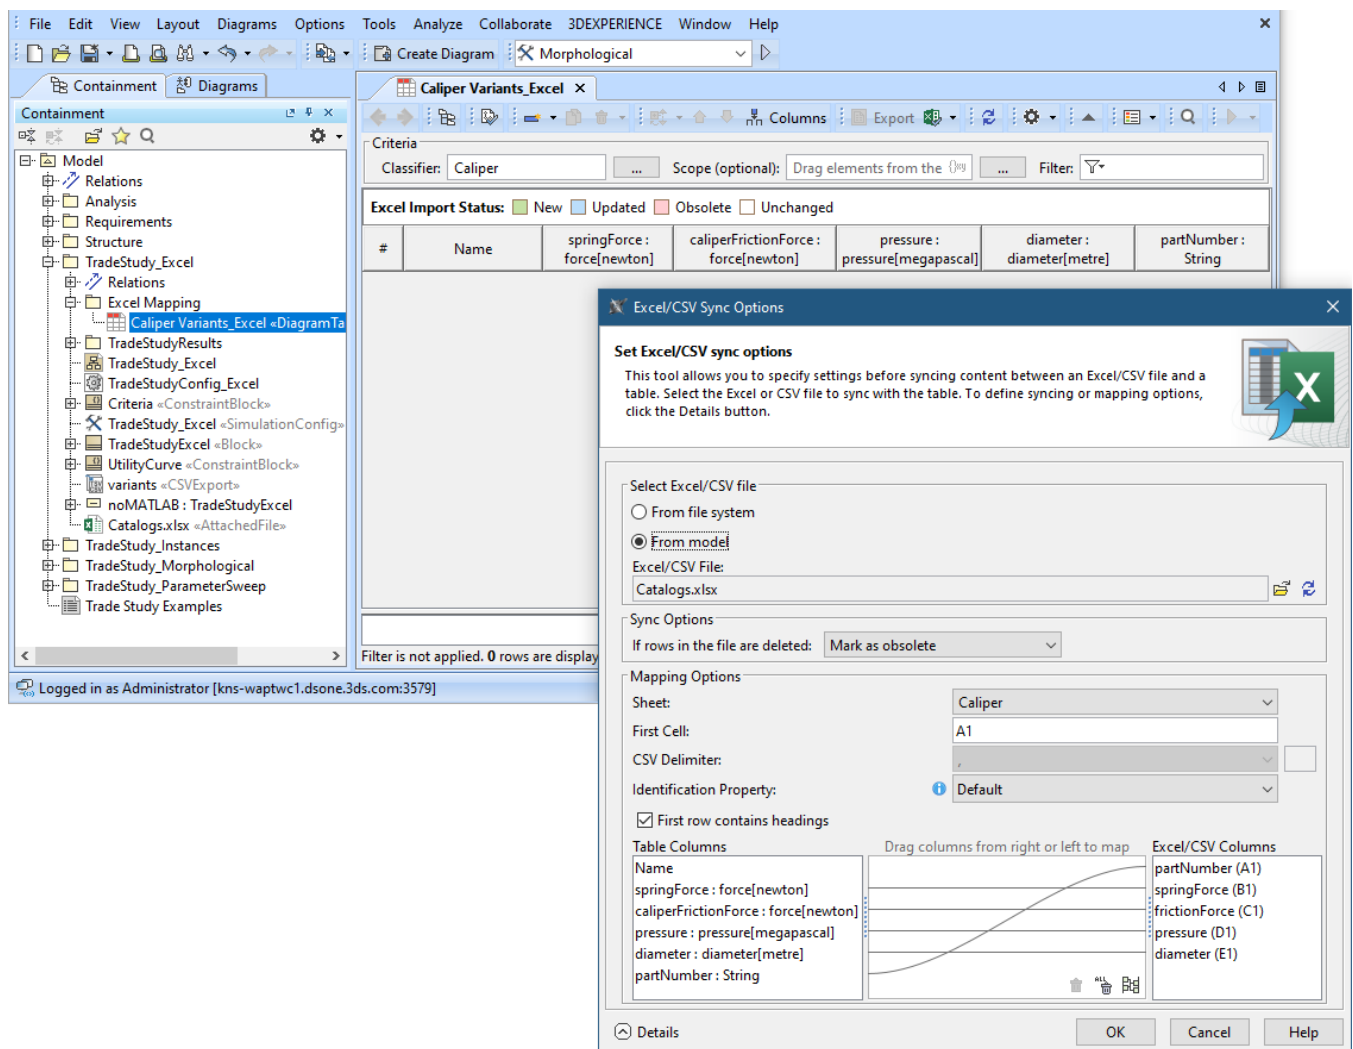 File Edit View Layout Diagrams Options Tools Analyze Collaborate 3DEXPERIENCE Window Help
Create Diagram Morphological
Containment Diagrams
Containment
Model
Relations
Analysis
Requirements
Structure
TradeStudy_Excel
Relations
Excel Mapping
Caliper Variants_Excel «DiagramTa
TradeStudyResults
TradeStudy_Excel
TradeStudyConfig_Excel
Criteria «ConstraintBlock»
TradeStudy_Excel «SimulationConfig»
TradeStudyExcel «Block»
UtilityCurve «ConstraintBlock»
variants «CSVExport»
noMATLAB : TradeStudyExcel
Catalogs.xlsx «AttachedFile»
TradeStudy_Instances
TradeStudy_Morphological
TradeStudy_ParameterSweep
Trade Study Examples
Logged in as Administrator [kns-waptwc1.dsone.3ds.com:3579]
Caliper Variants_Excel
Columns Export
Criteria
Classifier: Caliper ... Scope (optional): Drag elements from the ... Filter:
Excel Import Status: New Updated Obsolete Unchanged
# Name springForce : force[newton] caliperFrictionForce : force[newton] pressure : pressure[megapascal] diameter : diameter[metre] partNumber : String
Filter is not applied. 0 rows are display
Excel/CSV Sync Options
Set Excel/CSV sync options
This tool allows you to specify settings before syncing content between an Excel/CSV file and a
table. Select the Excel or CSV file to sync with the table. To define syncing or mapping options,
click the Details button.
Select Excel/CSV file
From file system
From model
Excel/CSV File:
Catalogs.xlsx
Sync Options
If rows in the file are deleted: Mark as obsolete
Mapping Options
Sheet: Caliper
First Cell: A1
CSV Delimiter: ,
Identification Property: Default
First row contains headings
Table Columns Drag columns from right or left to map Excel/CSV Columns
Name partNumber (A1)
springForce : force[newton] springForce (B1)
caliperFrictionForce : force[newton] frictionForce (C1)
pressure : pressure[megapascal] pressure (D1)
diameter : diameter[metre] diameter (E1)
partNumber : String
Details OK Cancel Help